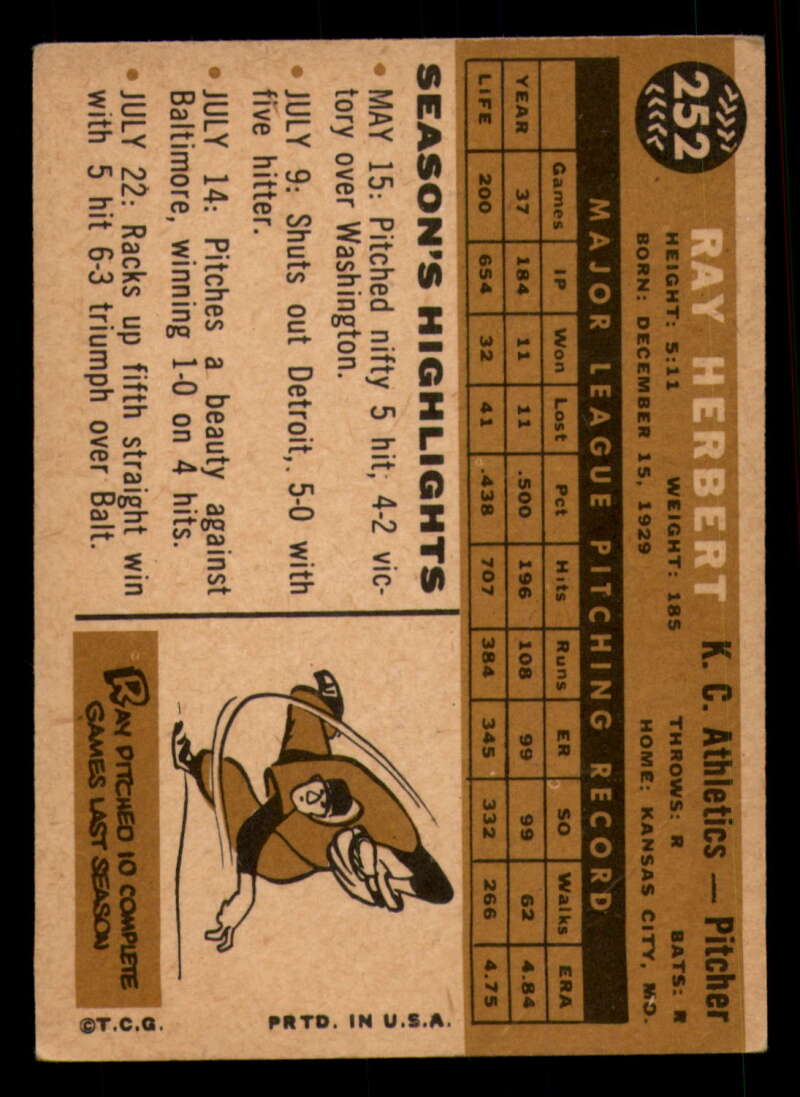 252
RAY HERBERT K. C. Athletics — Pitcher
HEIGHT: 5:11 WEIGHT: 185 THROWS: R BATS: R
BORN: DECEMBER 15, 1929 HOME: KANSAS CITY, MO.
MAJOR LEAGUE PITCHING RECORD
Games IP Won Lost Pct Hits Runs ER SO Walks ERA
YEAR 37 184 11 11 .500 196 108 99 99 62 4.84
LIFE 200 654 32 41 .438 707 384 345 332 266 4.75
SEASON'S HIGHLIGHTS
• MAY 15: Pitched nifty 5 hit, 4-2 vic-
tory over Washington.
• JULY 9: Shuts out Detroit, 5-0 with
five hitter.
• JULY 14: Pitches a beauty against
Baltimore, winning 1-0 on 4 hits.
• JULY 22: Racks up fifth straight win
with 5 hit 6-3 triumph over Balt.
RAY PITCHED 10 COMPLETE
GAMES LAST SEASON
©T.C.G. PRTD. IN U.S.A.